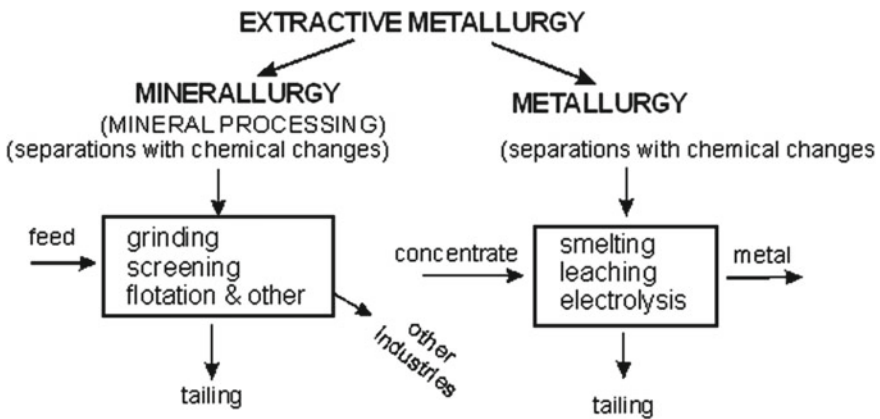 EXTRACTIVE METALLURGY
MINERALLURGY
(MINERAL PROCESSING)
(separations with chemical changes)
feed
grinding
screening
flotation & other
other
industries
tailing
METALLURGY
(separations with chemical changes
concentrate
smelting
leaching
electrolysis
metal
tailing